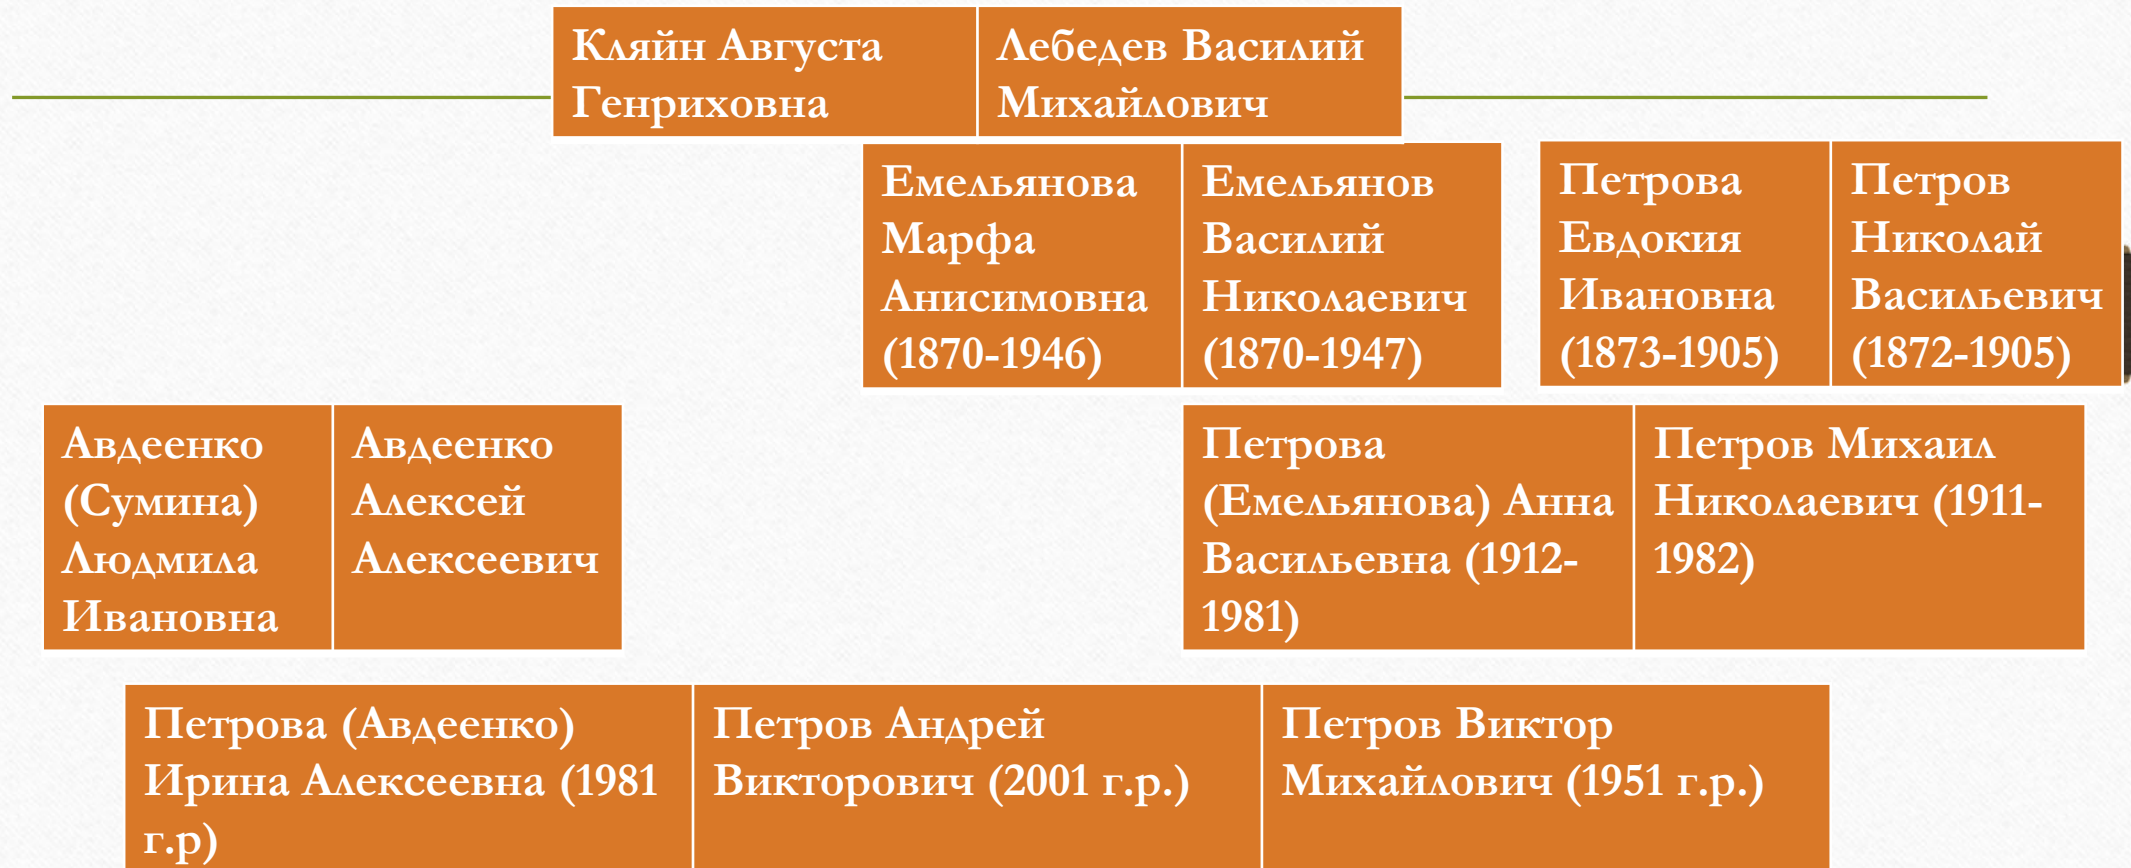 Кляйн Августа
Генриховна
Лебедев Василий
Михайлович
Емельянова
Марфа
Анисимовна
(1870-1946)
Емельянов
Василий
Николаевич
(1870-1947)
Петрова
Евдокия
Ивановна
(1873-1905)
Петров
Николай
Васильевич
(1872-1905)
Авдеенко
(Сумина)
Людмила
Ивановна
Авдеенко
Алексей
Алексеевич
Петрова
(Емельянова) Анна
Васильевна (1912-
1981)
Петров Михаил
Николаевич (1911-
1982)
Петрова (Авдеенко)
Ирина Алексеевна (1981
г.р)
Петров Андрей
Викторович (2001 г.р.)
Петров Виктор
Михайлович (1951 г.р.)